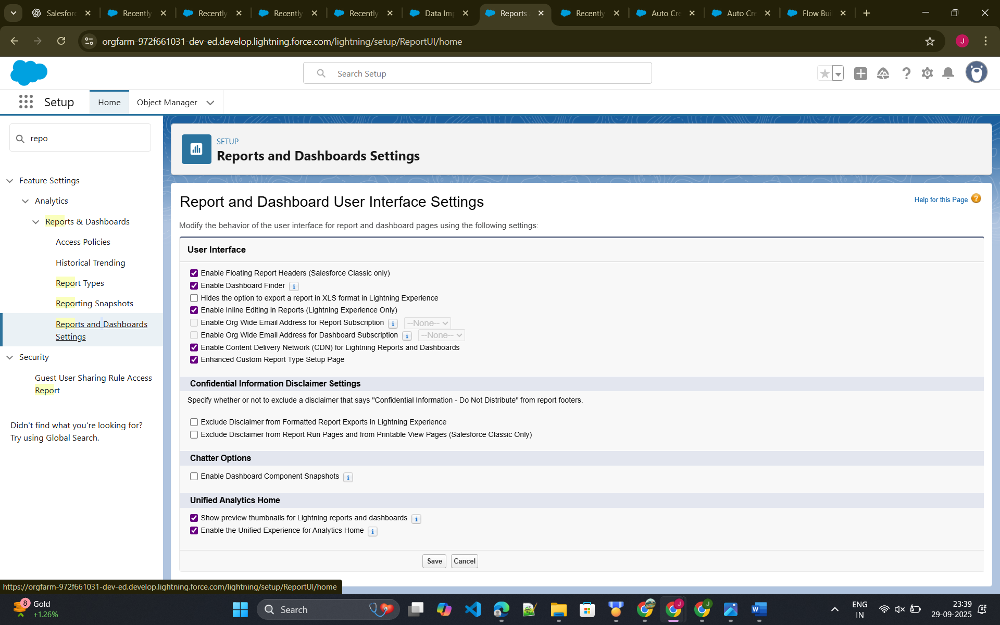 Salesforc
Recently
Recently
Recently
Recently
Data Im
Reports
Recently
Auto Cre
Auto Cre
Flow Bui
orgfarm-972f661031-dev-ed.develop.lightning.force.com/lightning/setup/ReportUI/home
J
Search Setup
Setup
Home
Object Manager
repo
Feature Settings
Analytics
Reports & Dashboards
Access Policies
Historical Trending
Report Types
Reporting Snapshots
Reports and Dashboards
Settings
Security
Guest User Sharing Rule Access
Report
Didn't find what you're looking for?
Try using Global Search.
SETUP
Reports and Dashboards Settings
Report and Dashboard User Interface Settings
Help for this Page ?
Modify the behavior of the user interface for report and dashboard pages using the following settings:
User Interface
Enable Floating Report Headers (Salesforce Classic only)
Enable Dashboard Finder i
Hides the option to export a report in XLS format in Lightning Experience
Enable Inline Editing in Reports (Lightning Experience Only)
Enable Org Wide Email Address for Report Subscription i --None--
Enable Org Wide Email Address for Dashboard Subscription i --None--
Enable Content Delivery Network (CDN) for Lightning Reports and Dashboards
Enhanced Custom Report Type Setup Page
Confidential Information Disclaimer Settings
Specify whether or not to exclude a disclaimer that says "Confidential Information - Do Not Distribute" from report footers.
Exclude Disclaimer from Formatted Report Exports in Lightning Experience
Exclude Disclaimer from Report Run Pages and from Printable View Pages (Salesforce Classic Only)
Chatter Options
Enable Dashboard Component Snapshots i
Unified Analytics Home
Show preview thumbnails for Lightning reports and dashboards i
Enable the Unified Experience for Analytics Home i
Save Cancel
https://orgfarm-972f661031-dev-ed.develop.lightning.force.com/lightning/setup/ReportUI/home
8
Gold
+1.26%
Search
J
J
W
ENG
IN
23:39
29-09-2025